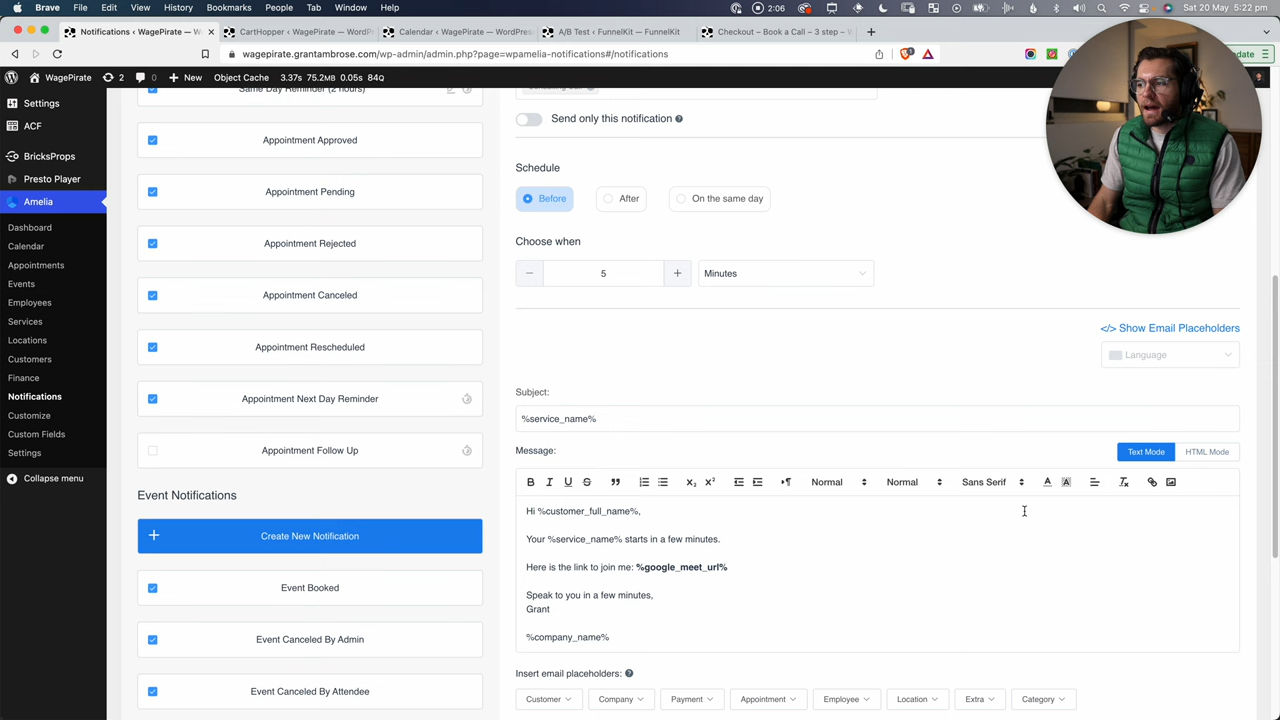 Brave File Edit View History Bookmarks People Tab Window Help
Wed 20 Sep 5:02:06 pm
Notifications ‹ WagePirate — W
CartHopper ‹ WagePirate — WordPr
Calendar ‹ WagePirate — WordPres
A/B Test ‹ FunnelKit — FunnelKit
Checkout – Book a Call – 3 step – W
wagepirate.grantambrose.com/wp-admin/admin.php?page=wpamelia-notifications#/notifications
WagePirate 2 0 New Object Cache 3.37s 75.2MB 0.05s 84Q
Settings
ACF
BricksProps
Presto Player
Amelia
Dashboard
Calendar
Appointments
Events
Employees
Services
Locations
Customers
Finance
Notifications
Customize
Custom Fields
Settings
Collapse menu
Same Day Reminder (2 hours)
Appointment Approved
Appointment Pending
Appointment Rejected
Appointment Canceled
Appointment Rescheduled
Appointment Next Day Reminder
Appointment Follow Up
Event Notifications
Create New Notification
Event Booked
Event Canceled By Admin
Event Canceled By Attendee
Send only this notification
Schedule
Before After On the same day
Choose when
5 Minutes
</> Show Email Placeholders
Language
Subject:
%service_name%
Message:
Text Mode HTML Mode
Normal Normal Sans Serif
Hi %customer_full_name%,
Your %service_name% starts in a few minutes.
Here is the link to join me: %google_meet_url%
Speak to you in a few minutes,
Grant
%company_name%
Insert email placeholders:
Customer Company Payment Appointment Employee Location Extra Category